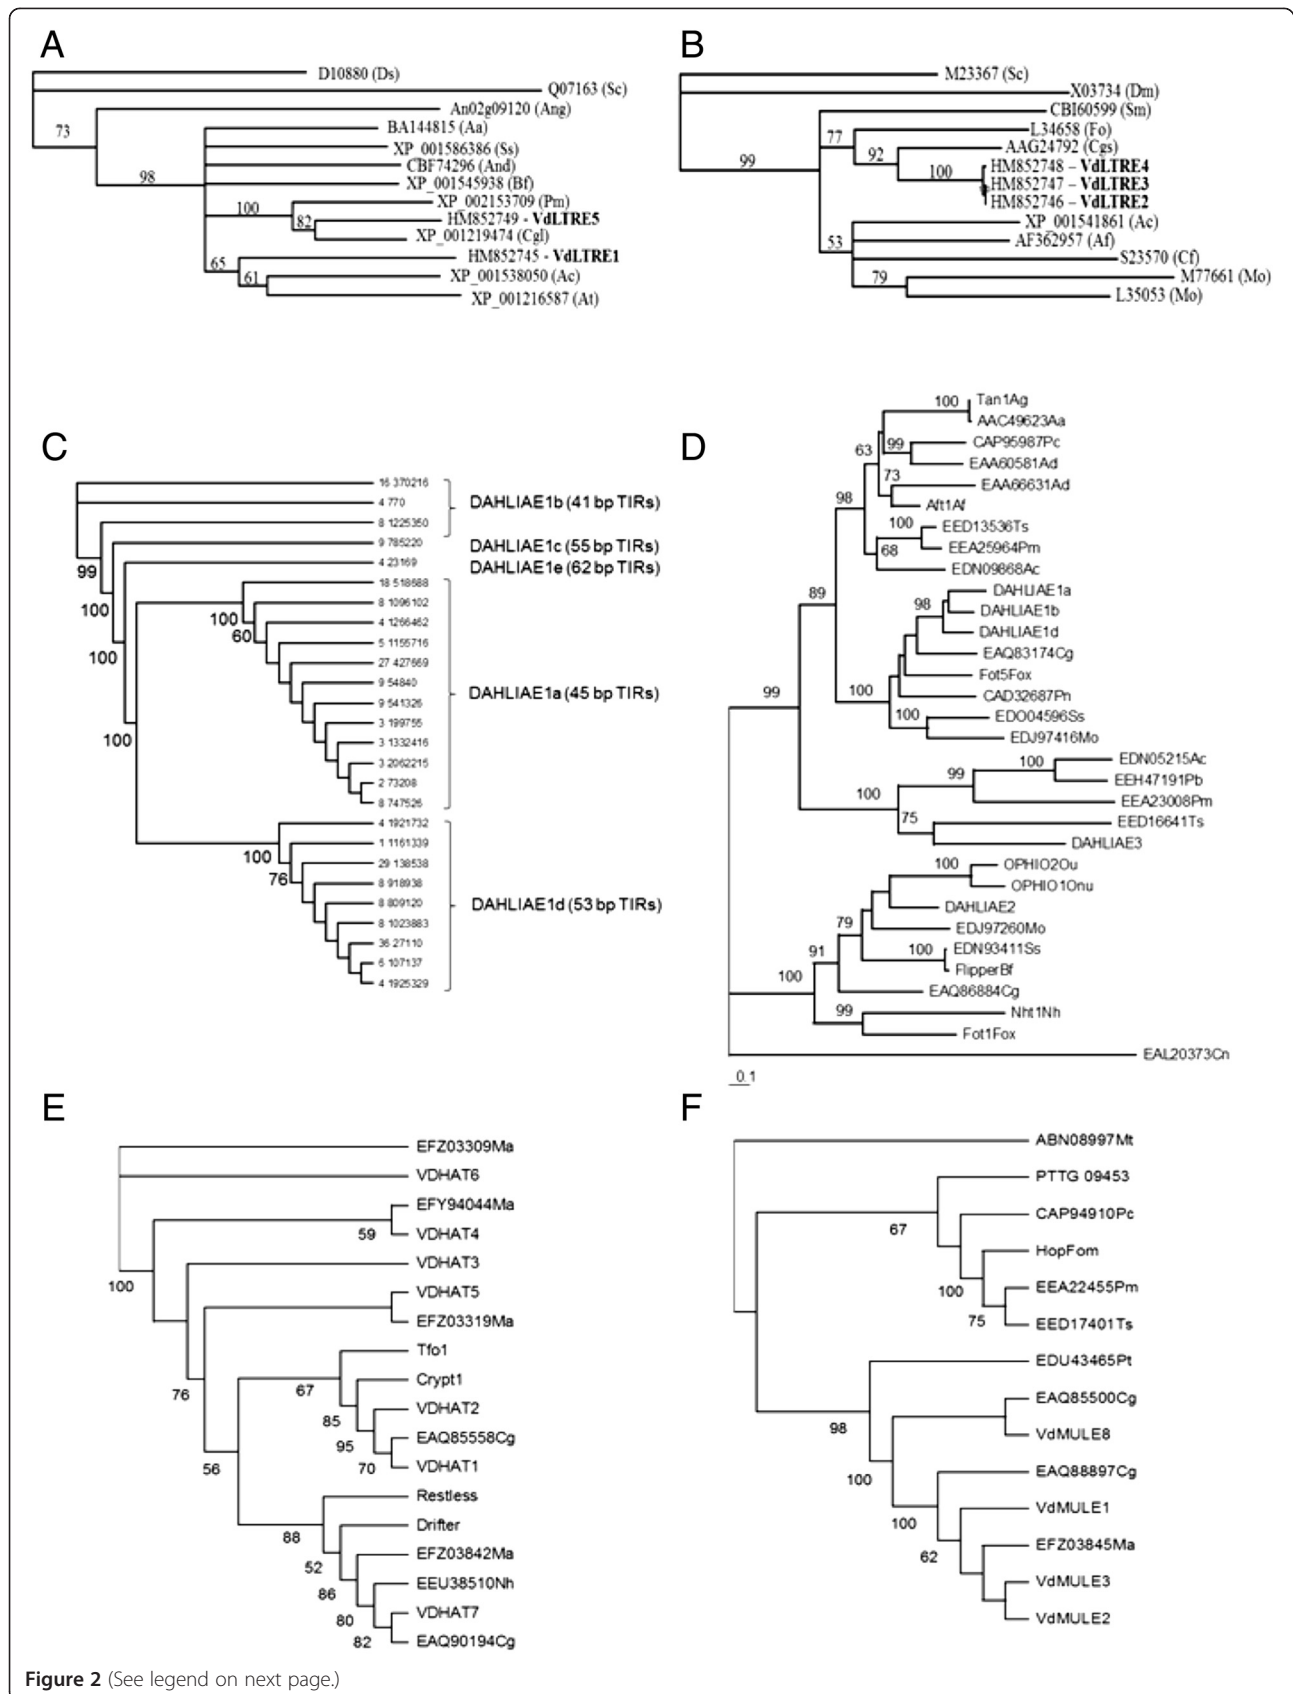 A
D10880 (Ds)
Q07163 (Sc)
An02g09120 (Ang)
73
BA144815 (Aa)
XP_001586386 (Ss)
CBF74296 (And)
98
XP_001545938 (Bf)
XP_002153709 (Pm)
100
HM852749 - VdLTRE5
82
XP_001219474 (Cgl)
HM852745 - VdLTRE1
65
XP_001538050 (Ac)
61
XP_001216587 (At)
B
M23367 (Sc)
X03734 (Dm)
CBI60599 (Sm)
L34658 (Fo)
77
AAG24792 (Cgs)
92
99
HM852748 – VdLTRE4
100
HM852747 – VdLTRE3
HM852746 – VdLTRE2
XP_001541861 (Ac)
AF362957 (Af)
53
S23570 (Cf)
M77661 (Mo)
79
L35053 (Mo)
C
16 370216
4 770
8 1225350
DAHLIAE1b (41 bp TIRs)
9 785220
DAHLIAE1c (55 bp TIRs)
4 23169
DAHLIAE1e (62 bp TIRs)
99
100
100
100
18 518688
8 1096102
100
4 1266462
60
5 1155716
27 427669
9 54840
DAHLIAE1a (45 bp TIRs)
9 541326
3 199755
3 1332416
3 2062215
2 73208
8 747526
4 1921732
1 1161339
100
29 138538
76
8 918938
8 809120
DAHLIAE1d (53 bp TIRs)
8 1023883
36 27110
6 107137
4 1925329
D
Tan1Ag
100
AAC49623Aa
CAP95987Pc
99
63
EAA60581Ad
73
EAA66631Ad
98
Aft1Af
EED13536Ts
100
EEA25964Pm
68
EDN09868Ac
DAHLIAE1a
89
98
DAHLIAE1b
DAHLIAE1d
EAQ83174Cg
Fot5Fox
99
100
CAD32687Pn
EDO04596Ss
100
EDJ97416Mo
EDN05215Ac
100
99
EEH47191Pb
100
EEA23008Pm
75
EED16641Ts
DAHLIAE3
OPHIO2Ou
100
OPHIO1Onu
DAHLIAE2
79
EDJ97260Mo
91
EDN93411Ss
100
FlipperBf
100
EAQ86884Cg
99
Nht1Nh
Fot1Fox
EAL20373Cn
0.1
E
EFZ03309Ma
VDHAT6
EFY94044Ma
59
VDHAT4
VDHAT3
100
VDHAT5
EFZ03319Ma
Tfo1
67
Crypt1
76
85
VDHAT2
95
EAQ85558Cg
56
70
VDHAT1
Restless
88
Drifter
52
EFZ03842Ma
86
EEU38510Nh
80
VDHAT7
82
EAQ90194Cg
F
ABN08997Mt
PTTG 09453
CAP94910Pc
67
HopFom
100
EEA22455Pm
75
EED17401Ts
EDU43465Pt
EAQ85500Cg
98
VdMULE8
100
EAQ88897Cg
100
VdMULE1
62
EFZ03845Ma
VdMULE3
VdMULE2
Figure 2 (See legend on next page.)